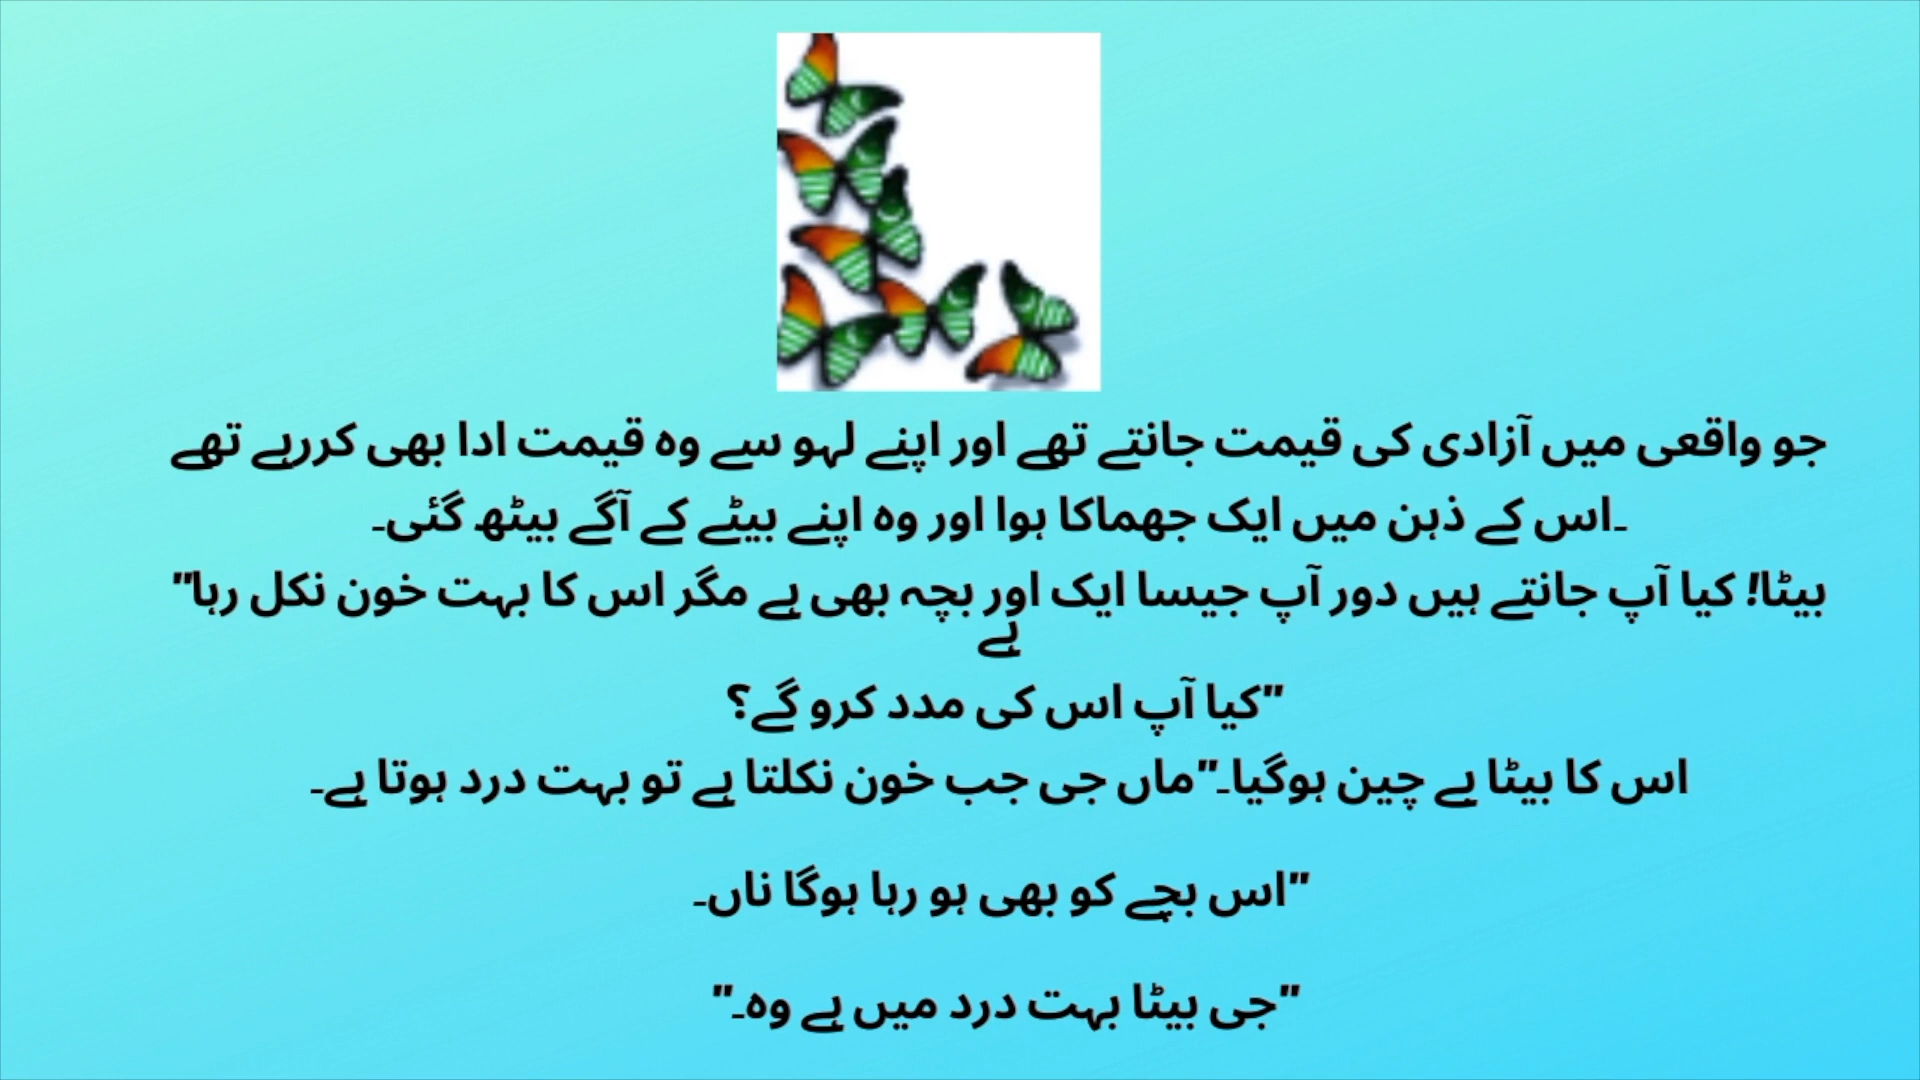 جو واقعی میں آزادی کی قیمت جانتے تھے اور اپنے لہو سے وہ قیمت ادا بھی کررہے تھے
۔اس کے ذہن میں ایک جھماکا ہوا اور وہ اپنے بیٹے کے آگے بیٹھ گئی۔
بیٹا! کیا آپ جانتے ہیں دور آپ جیسا ایک اور بچہ بھی ہے مگر اس کا بہت خون نکل رہا"
ہے
"کیا آپ اس کی مدد کرو گے؟
اس کا بیٹا بے چین ہوگیا۔"ماں جی جب خون نکلتا ہے تو بہت درد ہوتا ہے۔
"اس بچے کو بھی ہو رہا ہوگا ناں۔
"جی بیٹا بہت درد میں ہے وہ۔"